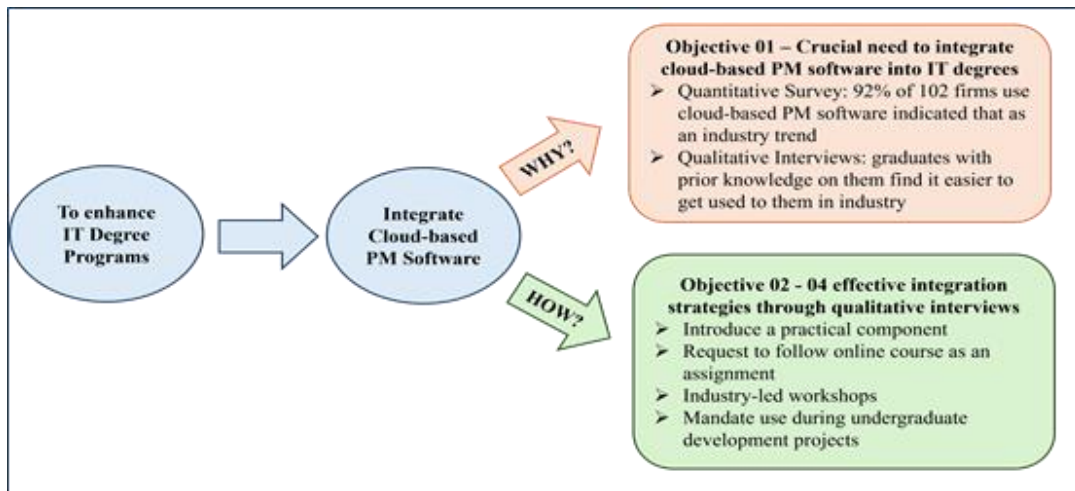 To enhance
IT Degree
Programs
Integrate
Cloud-based
PM Software
WHY?
Objective 01 – Crucial need to integrate
cloud-based PM software into IT degrees
➤ Quantitative Survey: 92% of 102 firms use
cloud-based PM software indicated that as
an industry trend
➤ Qualitative Interviews: graduates with
prior knowledge on them find it easier to
get used to them in industry
HOW?
Objective 02 - 04 effective integration
strategies through qualitative interviews
➤ Introduce a practical component
➤ Request to follow online course as an
assignment
➤ Industry-led workshops
➤ Mandate use during undergraduate
development projects